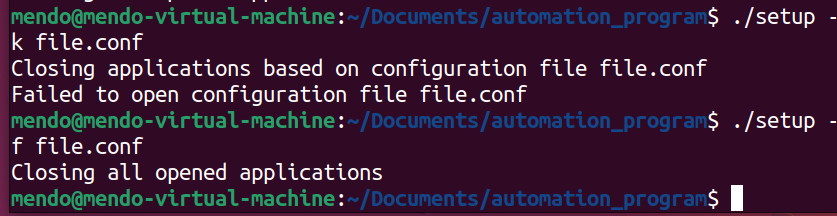 mendo@mendo-virtual-machine:~/Documents/automation_program$ ./setup -
k file.conf
Closing applications based on configuration file file.conf
Failed to open configuration file file.conf
mendo@mendo-virtual-machine:~/Documents/automation_program$ ./setup -
f file.conf
Closing all opened applications
mendo@mendo-virtual-machine:~/Documents/automation_program$